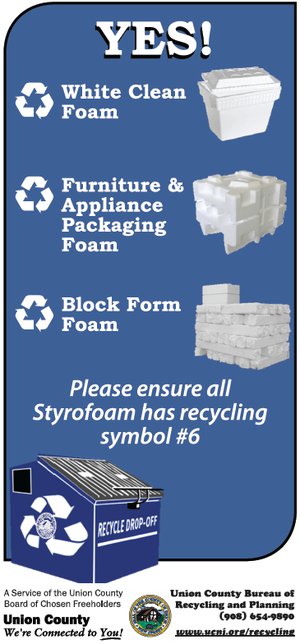 YES!
White Clean
Foam
Furniture &
Appliance
Packaging
Foam
Block Form
Foam
Please ensure all
Styrofoam has recycling
symbol #6
RECYCLE DROP-OFF
A Service of the Union County
Board of Chosen Freeholders
Union County
We're Connected to You!
Union County Bureau of
Recycling and Planning
(908) 654-9890
www.ucnj.org/recycling